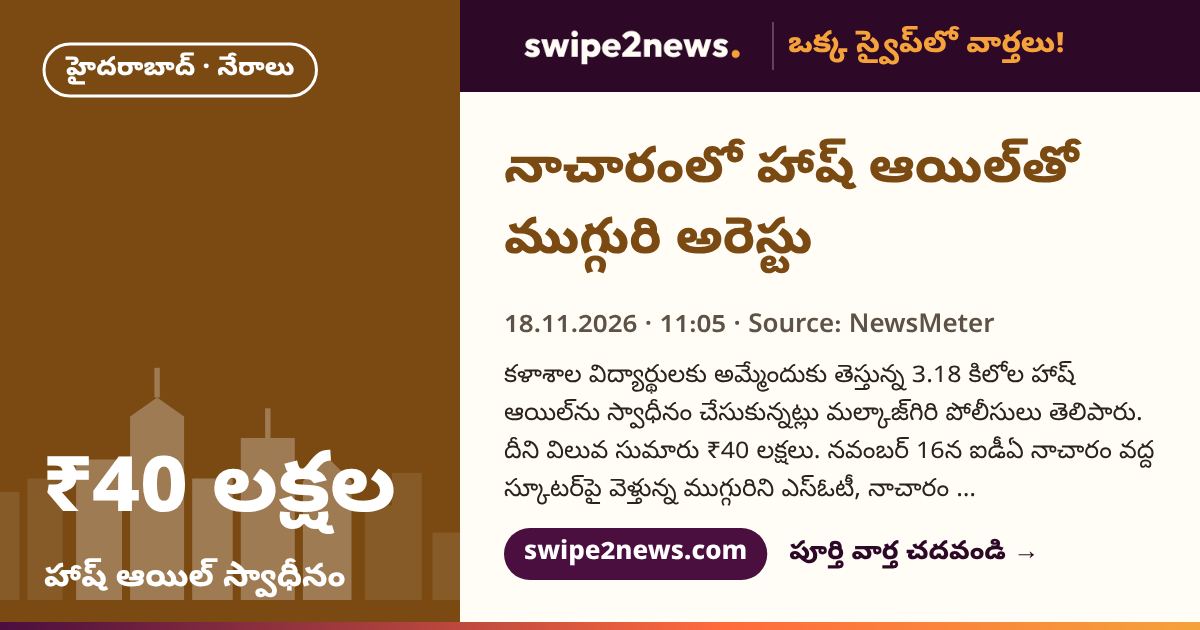 హైదరాబాద్ · నేరాలు
₹40 లక్షల
హాష్ ఆయిల్ స్వాధీనం
swipe2news. ఒక్క స్వైప్‌లో వార్తలు!
నాచారంలో హాష్ ఆయిల్‌తో
ముగ్గురి అరెస్టు
18.11.2026 · 11:05 · Source: NewsMeter
కళాశాల విద్యార్థులకు అమ్మేందుకు తెస్తున్న 3.18 కిలోల హాష్
ఆయిల్‌ను స్వాధీనం చేసుకున్నట్లు మల్కాజ్‌గిరి పోలీసులు తెలిపారు.
దీని విలువ సుమారు ₹40 లక్షలు. నవంబర్ 16న ఐడీఏ నాచారం వద్ద
స్కూటర్‌పై వెళ్తున్న ముగ్గురిని ఎస్‌ఓటీ, నాచారం ...
swipe2news.com పూర్తి వార్త చదవండి →